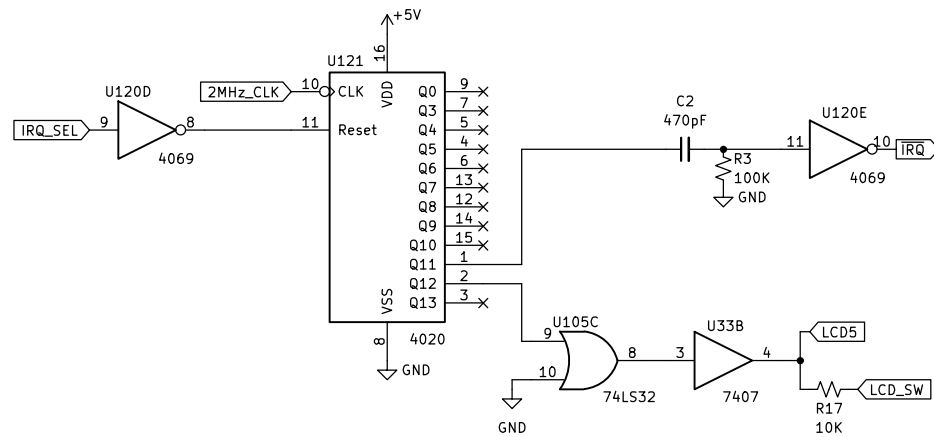 +5V
16
U121
VDD
U120D
9
8
IRQ_SEL
4069
2MHz_CLK
10
CLK
11
Reset
Q0
9
Q3
7
Q4
5
Q5
4
Q6
6
Q7
13
Q8
12
Q9
14
Q10
15
Q11
1
Q12
2
Q13
3
VSS
8
4020
GND
C2
470pF
R3
100K
GND
U120E
11
10
IRQ
4069
U105C
9
10
8
74LS32
GND
U33B
3
4
7407
LCD5
LCD_SW
R17
10K